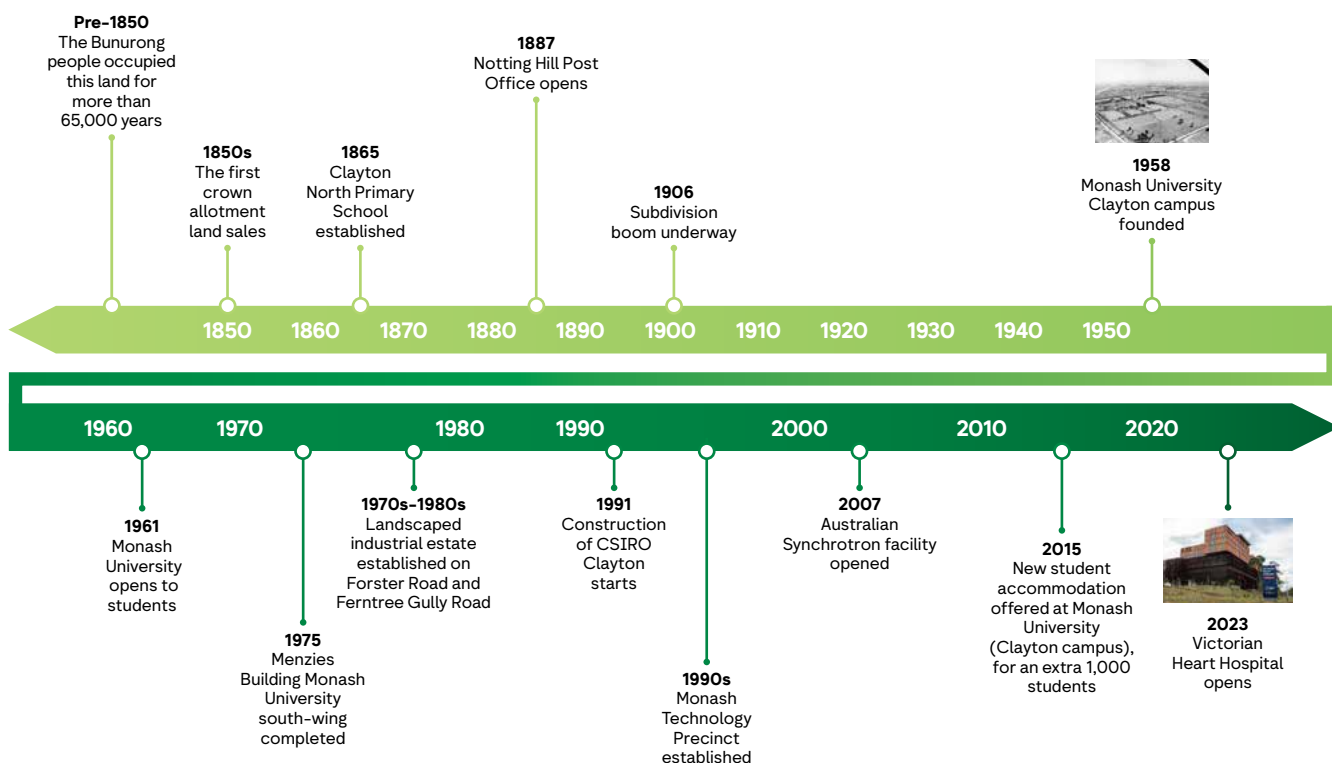 Pre-1850
The Bunurong
people occupied
this land for
more than
65,000 years
1850s
The first
crown
allotment
land sales
1865
Clayton
North Primary
School
established
1887
Notting Hill Post
Office opens
1906
Subdivision
boom underway
1958
Monash University
Clayton campus
founded
1850 1860 1870 1880 1890 1900 1910 1920 1930 1940 1950
1960 1970 1980 1990 2000 2010 2020
1961
Monash
University
opens to
students
1975
Menzies
Building Monash
University
south-wing
completed
1970s-1980s
Landscaped
industrial estate
established on
Forster Road and
Ferntree Gully Road
1991
Construction
of CSIRO
Clayton
starts
1990s
Monash
Technology
Precinct
established
2007
Australian
Synchrotron facility
opened
2015
New student
accommodation
offered at Monash
University
(Clayton campus),
for an extra 1,000
students
2023
Victorian
Heart Hospital
opens